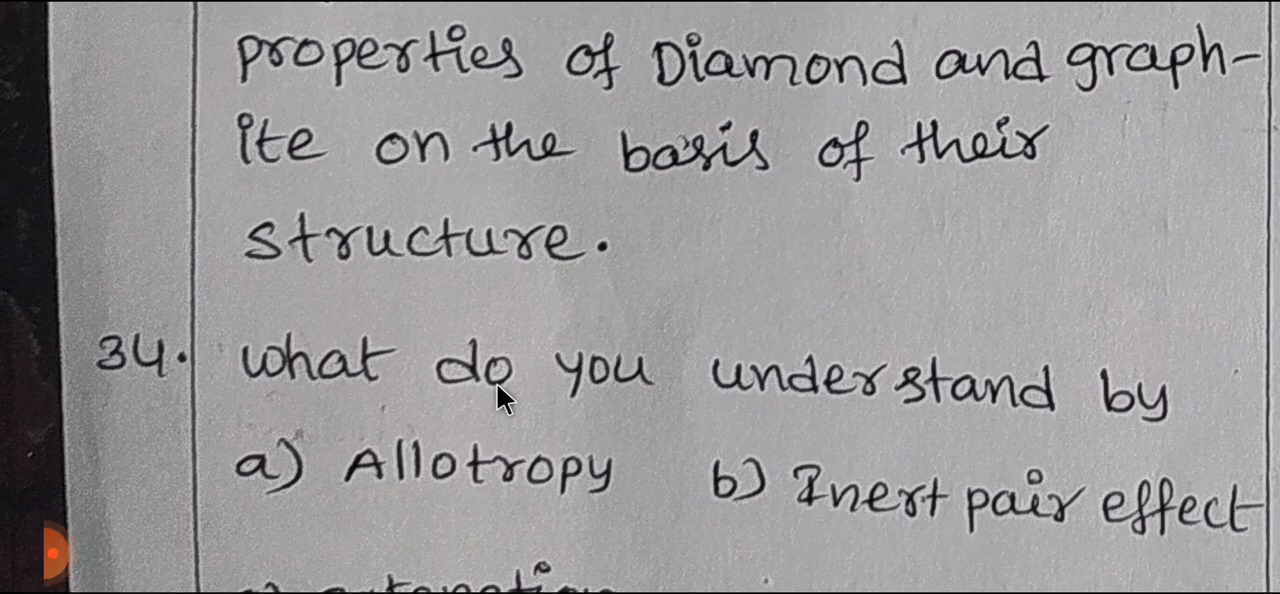 properties of Diamond and graph-
ite on the basis of their
structure.
34. What do you understand by
a) Allotropy b) Inert pair effect